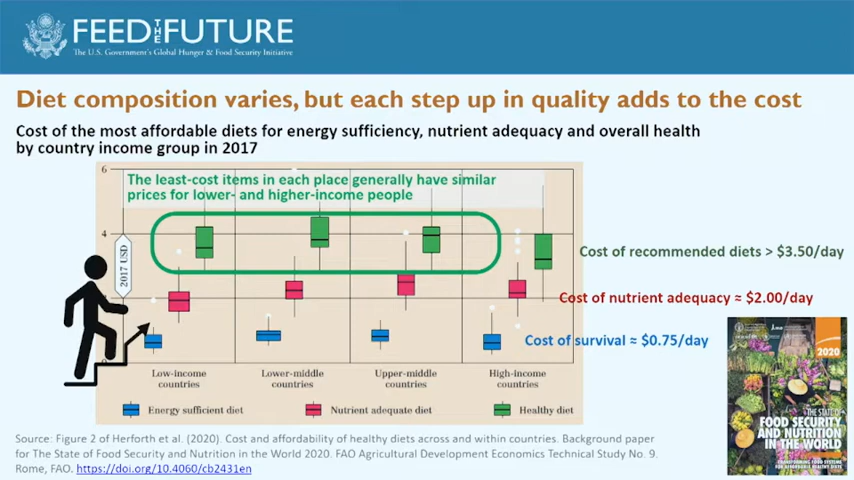 FEED THE FUTURE
The U.S. Government's Global Hunger & Food Security Initiative
Diet composition varies, but each step up in quality adds to the cost
Cost of the most affordable diets for energy sufficiency, nutrient adequacy and overall health
by country income group in 2017
6
The least-cost items in each place generally have similar
prices for lower- and higher-income people
4
2017 USD
Cost of recommended diets > $3.50/day
Cost of nutrient adequacy ≈ $2.00/day
Cost of survival ≈ $0.75/day
Low-income
countries
Lower-middle
countries
Upper-middle
countries
High-income
countries
Energy sufficient diet
Nutrient adequate diet
Healthy diet
2020
THE STATE OF
FOOD SECURITY
AND NUTRITION
IN THE WORLD
Source: Figure 2 of Herforth et al. (2020). Cost and affordability of healthy diets across and within countries. Background paper
for The State of Food Security and Nutrition in the World 2020. FAO Agricultural Development Economics Technical Study No. 9.
Rome, FAO. https://doi.org/10.4060/cb2431en